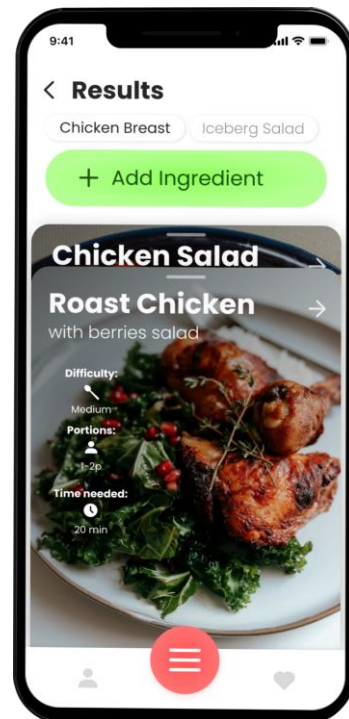 9:41
Results
Chicken Breast Iceberg Salad
+ Add Ingredient
Chicken Salad
Roast Chicken
with berries salad
Difficulty:
Medium
Portions:
1-2p
Time needed:
20 min